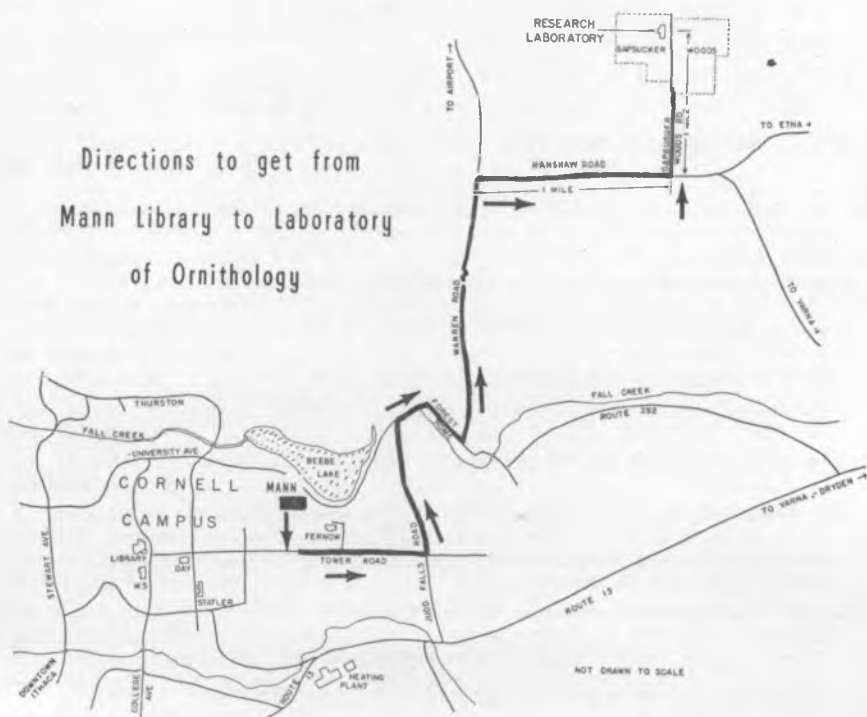 Directions to get from
Mann Library to Laboratory
of Ornithology
RESEARCH
LABORATORY
SAPSUCKER WOODS
TO AIRPORT →
SAPSUCKER
WOODS RD.
1 MILE
TO ETNA →
HANSHAW ROAD
1 MILE
TO VARNA →
WARREN ROAD
FOREST
HOME
FALL CREEK
ROUTE 392
THURSTON
FALL CREEK
UNIVERSITY AVE
BEEBE
LAKE
CORNELL
CAMPUS
MANN
STEWART AVE
LIBRARY
W.S.
DAY
STATLER
FERNOW
TOWER ROAD
JUDD FALLS ROAD
TO VARNA - DRYDEN →
ROUTE 13
DOWNTOWN
ITHACA
COLLEGE
AVE
ROUTE 13
HEATING
PLANT
NOT DRAWN TO SCALE